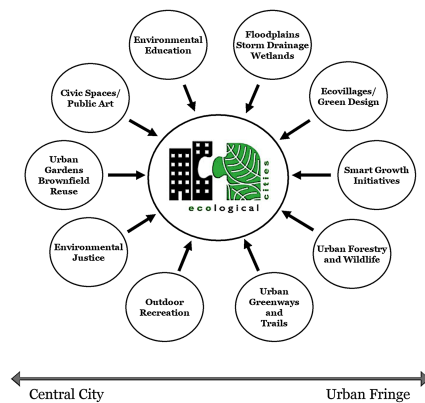 Environmental
Education
Floodplains
Storm Drainage
Wetlands
Civic Spaces/
Public Art
Ecovillages/
Green Design
Urban
Gardens
Brownfield
Reuse
ecological
cities
Smart Growth
Initiatives
Environmental
Justice
Urban Forestry
and Wildlife
Outdoor
Recreation
Urban
Greenways
and
Trails
Central City
Urban Fringe